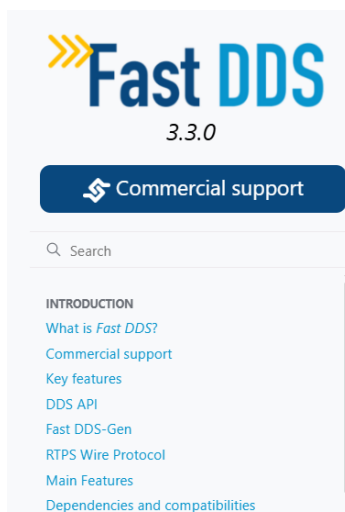 Fast DDS
3.3.0
Commercial support
Search
INTRODUCTION
What is Fast DDS?
Commercial support
Key features
DDS API
Fast DDS-Gen
RTPS Wire Protocol
Main Features
Dependencies and compatibilities